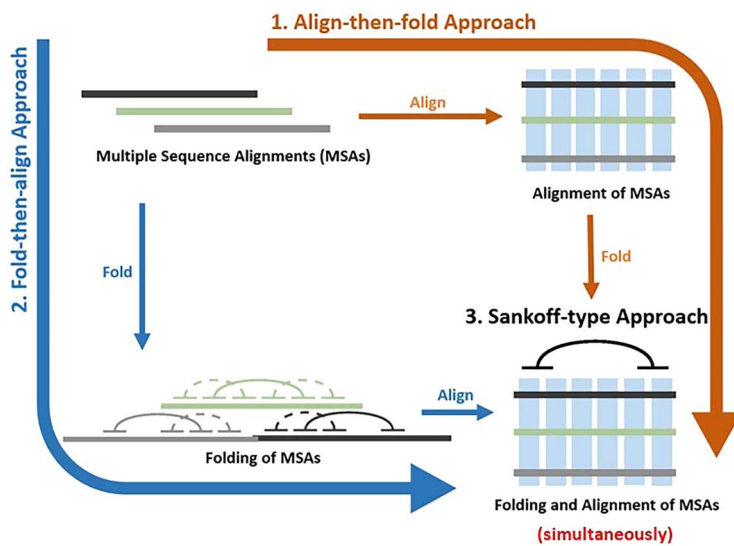 1. Align-then-fold Approach
2. Fold-then-align Approach
Align
Multiple Sequence Alignments (MSAs)
Alignment of MSAs
Fold
Fold
3. Sankoff-type Approach
Align
Folding of MSAs
Folding and Alignment of MSAs
(simultaneously)